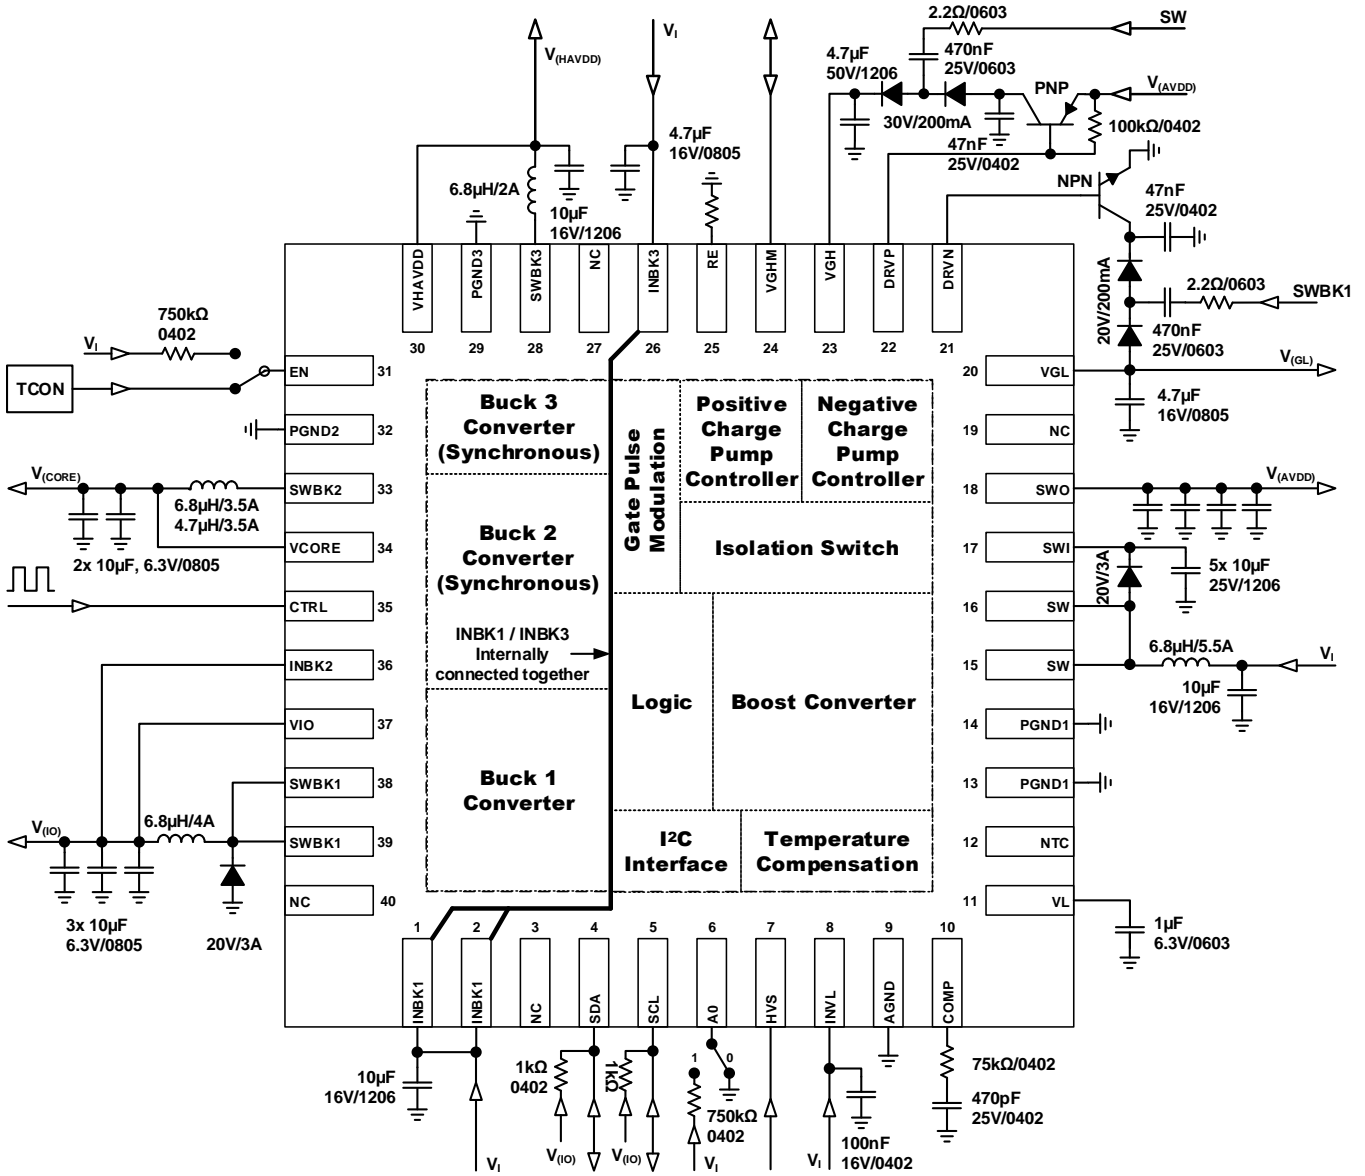 2.2Ω/0603
SW
V(HAVDD)
VI
4.7µF
50V/1206
470nF
25V/0603
PNP
V(AVDD)
30V/200mA
100kΩ/0402
4.7µF
16V/0805
47nF
25V/0402
NPN
6.8µH/2A
10µF
16V/1206
47nF
25V/0402
VHAVDD
PGND3
SWBK3
NC
INBK3
RE
VGHM
VGH
DRVP
DRVN
30
29
28
27
26
25
24
23
22
21
20V/200mA
2.2Ω/0603
SWBK1
470nF
25V/0603
750kΩ
0402
VI
TCON
EN
31
PGND2
32
V(CORE)
SWBK2
33
6.8µH/3.5A
4.7µH/3.5A
VCORE
34
2x 10µF, 6.3V/0805
CTRL
35
INBK2
36
VIO
37
SWBK1
38
V(IO)
6.8µH/4A
SWBK1
39
NC
40
3x 10µF
6.3V/0805
20V/3A
Buck 3
Converter
(Synchronous)
Gate Pulse
Modulation
Positive
Charge
Pump
Controller
Negative
Charge
Pump
Controller
Buck 2
Converter
(Synchronous)
Isolation Switch
INBK1 / INBK3
Internally
connected together
Logic
Boost Converter
Buck 1
Converter
I2C
Interface
Temperature
Compensation
20
VGL
V(GL)
4.7µF
16V/0805
19
NC
18
SWO
V(AVDD)
17
SWI
20V/3A
5x 10µF
25V/1206
16
SW
6.8µH/5.5A
15
SW
VI
10µF
16V/1206
14
PGND1
13
PGND1
12
NTC
11
VL
1µF
6.3V/0603
1
2
3
4
5
6
7
8
9
10
INBK1
INBK1
NC
SDA
SCL
A0
HVS
INVL
AGND
COMP
10µF
16V/1206
VI
1kΩ
0402
V(IO)
1kΩ
V(IO)
1
0
750kΩ
0402
VI
VI
100nF
16V/0402
75kΩ/0402
470pF
25V/0402